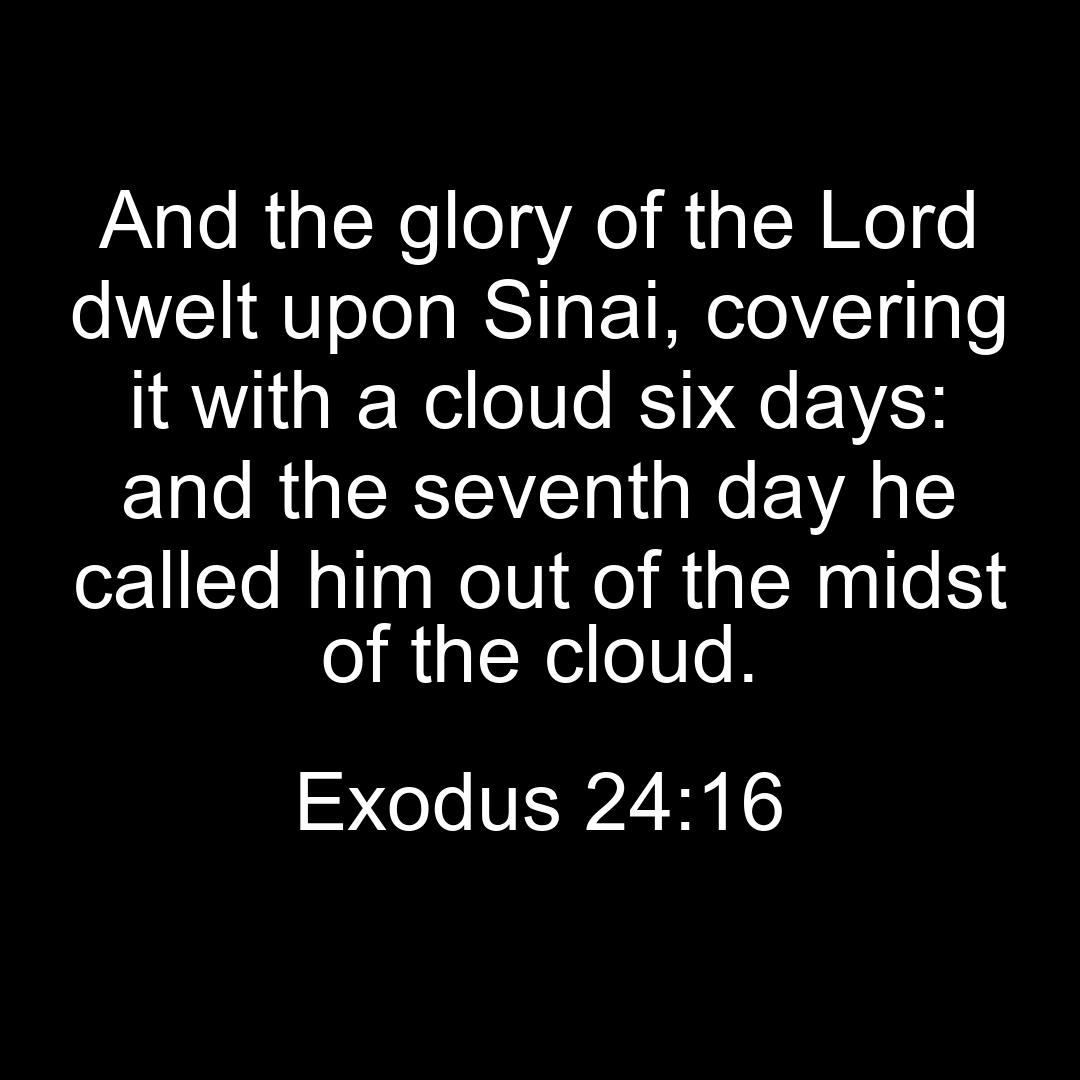 And the glory of the Lord
dwelt upon Sinai, covering
it with a cloud six days:
and the seventh day he
called him out of the midst
of the cloud.
Exodus 24:16